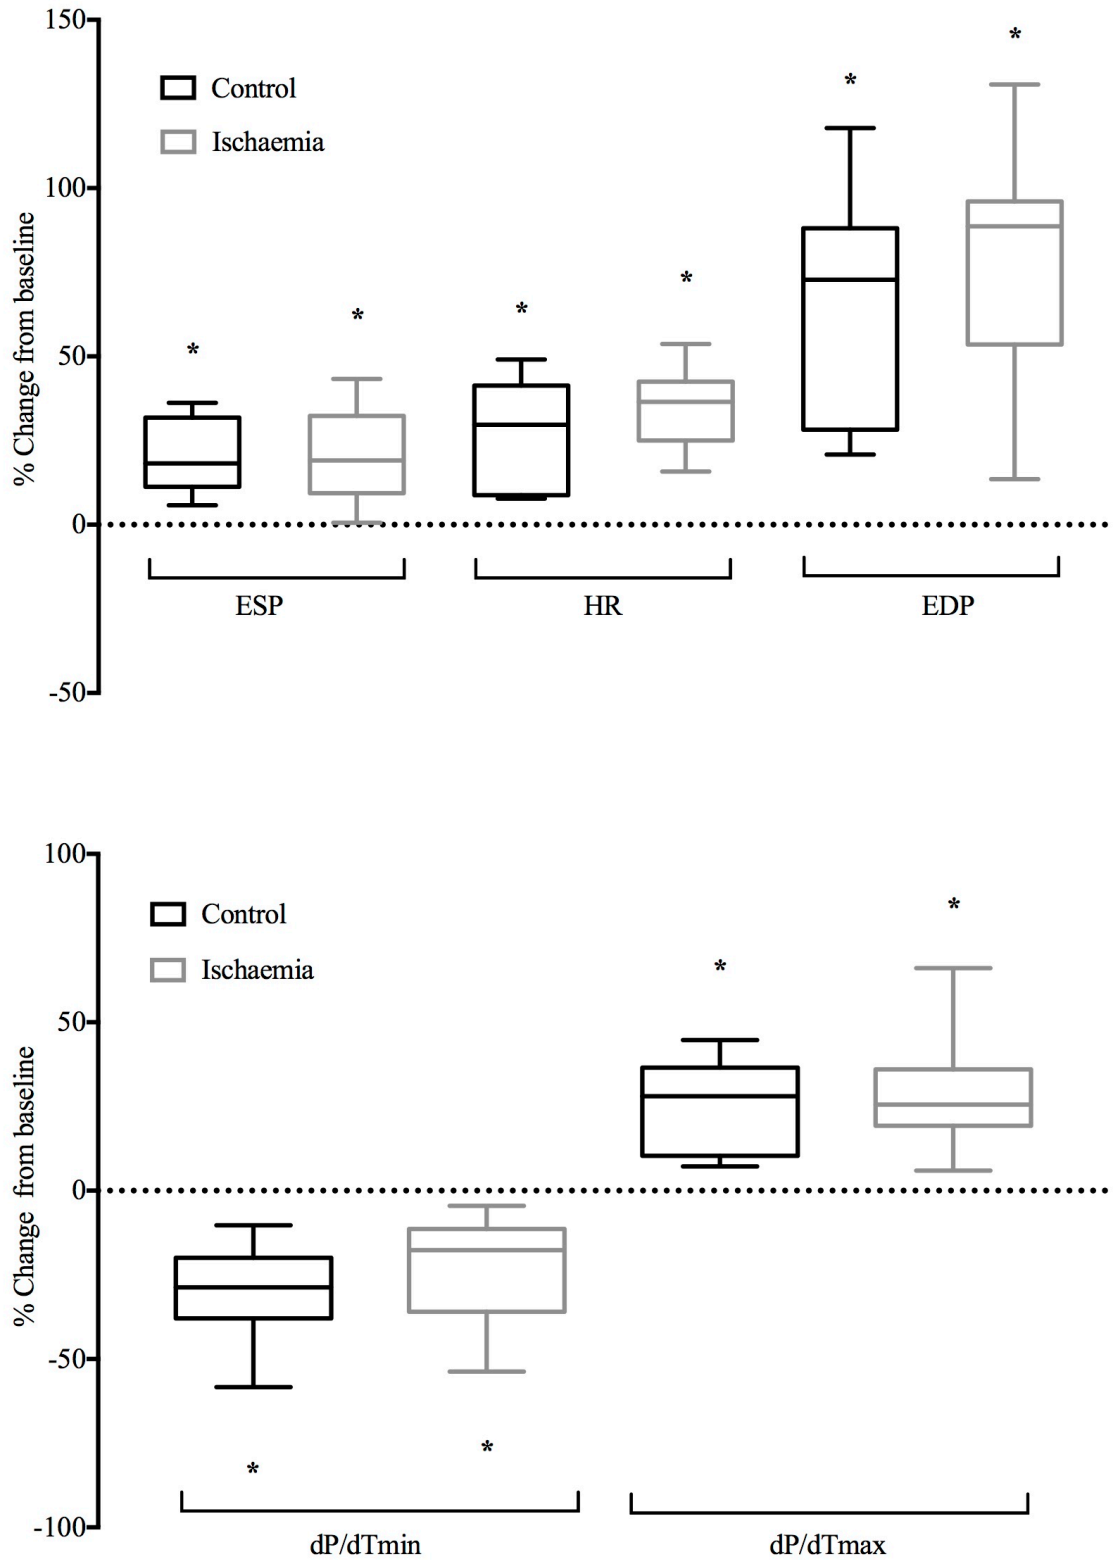 150
*
*
Control
Ischaemia
100
*
*
*
*
50
0
ESP
HR
EDP
-50
% Change from baseline
100
Control
*
*
Ischaemia
50
0
-50
*
*
-100
dP/dTmin
dP/dTmax
% Change from baseline